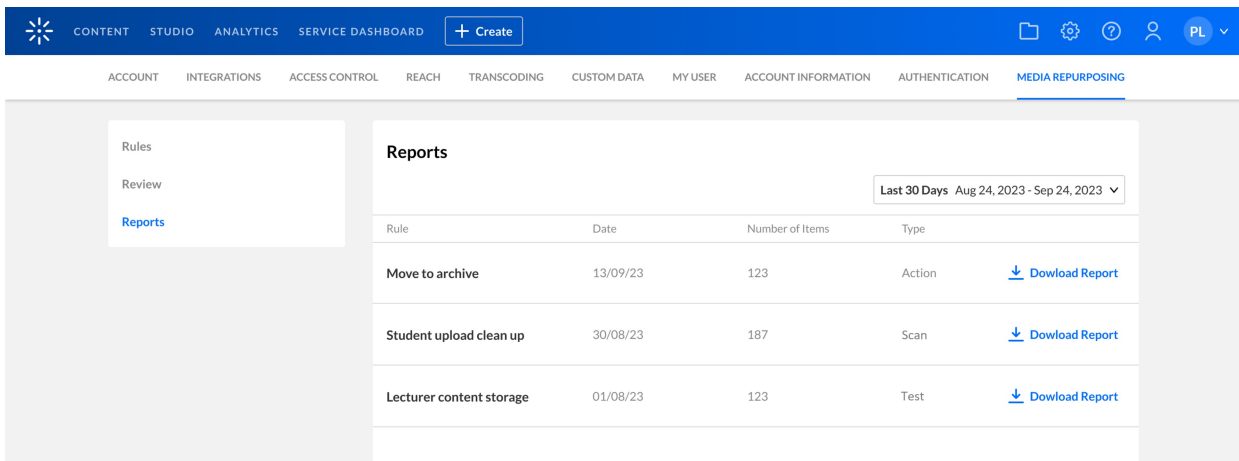 CONTENT STUDIO ANALYTICS SERVICE DASHBOARD + Create PL
ACCOUNT INTEGRATIONS ACCESS CONTROL REACH TRANSCODING CUSTOM DATA MY USER ACCOUNT INFORMATION AUTHENTICATION MEDIA REPURPOSING
Rules
Review
Reports
Reports
Last 30 Days Aug 24, 2023 - Sep 24, 2023
Rule Date Number of Items Type
Move to archive 13/09/23 123 Action Dowload Report
Student upload clean up 30/08/23 187 Scan Dowload Report
Lecturer content storage 01/08/23 123 Test Dowload Report